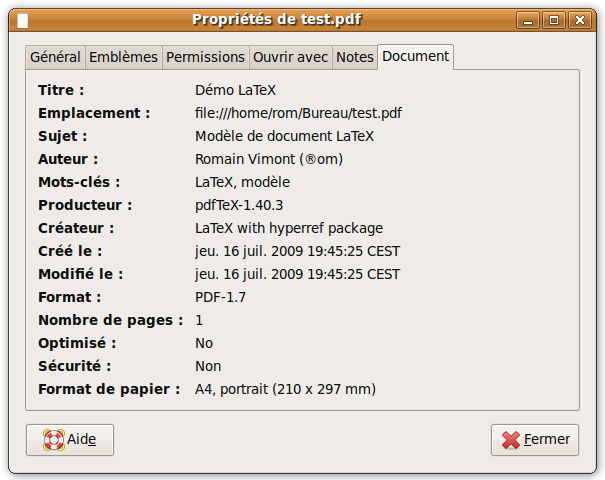 Propriétés de test.pdf
Général Emblèmes Permissions Ouvrir avec Notes Document
Titre : Démo LaTeX
Emplacement : file:///home/rom/Bureau/test.pdf
Sujet : Modèle de document LaTeX
Auteur : Romain Vimont (®om)
Mots-clés : LaTeX, modèle
Producteur : pdfTeX-1.40.3
Créateur : LaTeX with hyperref package
Créé le : jeu. 16 juil. 2009 19:45:25 CEST
Modifié le : jeu. 16 juil. 2009 19:45:25 CEST
Format : PDF-1.7
Nombre de pages : 1
Optimisé : No
Sécurité : Non
Format de papier : A4, portrait (210 x 297 mm)
Aide Fermer